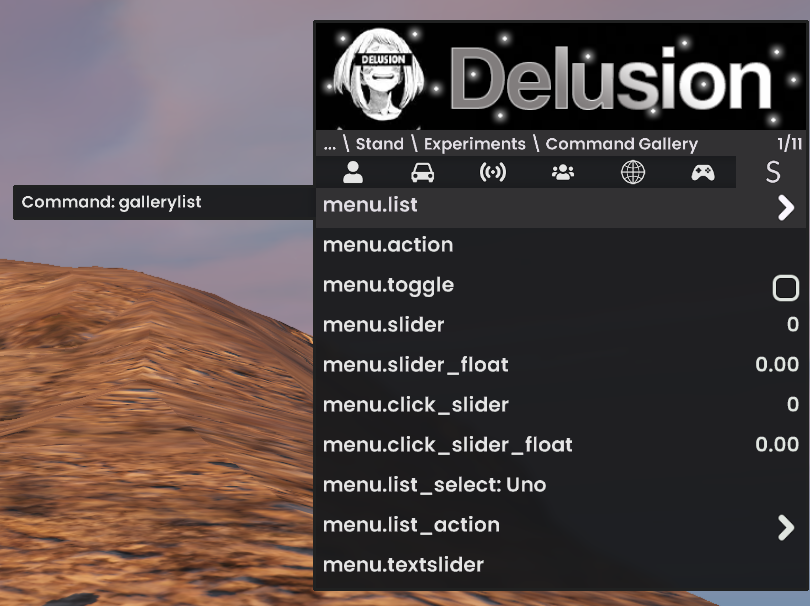 DELUSION
Delusion
... \ Stand \ Experiments \ Command Gallery 1/11
S
Command: gallerylist
menu.list
menu.action
menu.toggle
menu.slider 0
menu.slider_float 0.00
menu.click_slider 0
menu.click_slider_float 0.00
menu.list_select: Uno
menu.list_action
menu.textslider